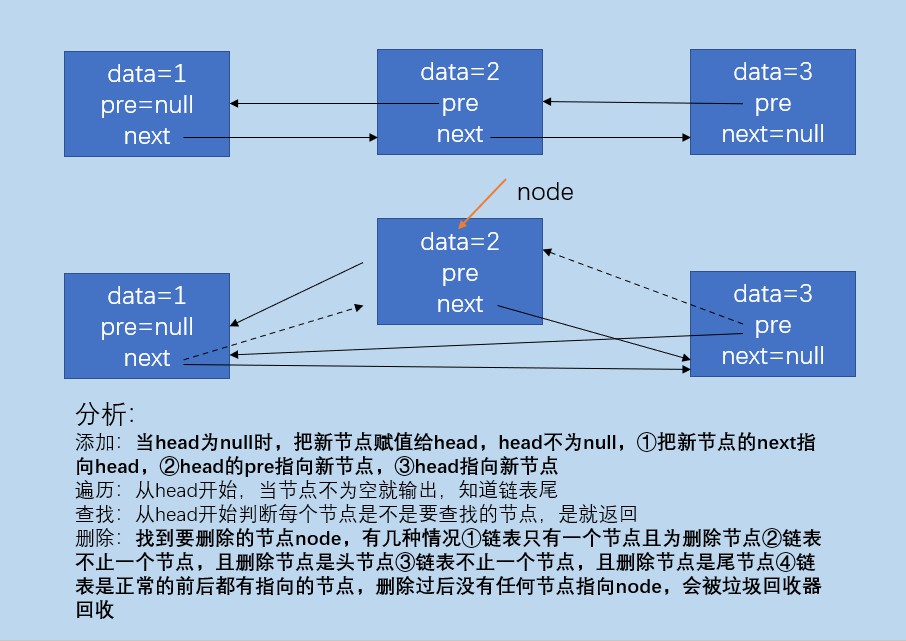 data=1
pre=null
next
data=2
pre
next
data=3
pre
next=null
node
data=2
pre
next
data=1
pre=null
next
data=3
pre
next=null
分析:
添加：当head为null时，把新节点赋值给head，head不为null，①把新节点的next指
向head，②head的pre指向新节点，③head指向新节点
遍历：从head开始，当节点不为空就输出，知道链表尾
查找：从head开始判断每个节点是不是要查找的节点，是就返回
删除：找到要删除的节点node，有几种情况①链表只有一个节点且为删除节点②链表
不止一个节点，且删除节点是头节点③链表不止一个节点，且删除节点是尾节点④链
表是正常的前后都有指向的节点，删除过后没有任何节点指向node，会被垃圾回收器
回收